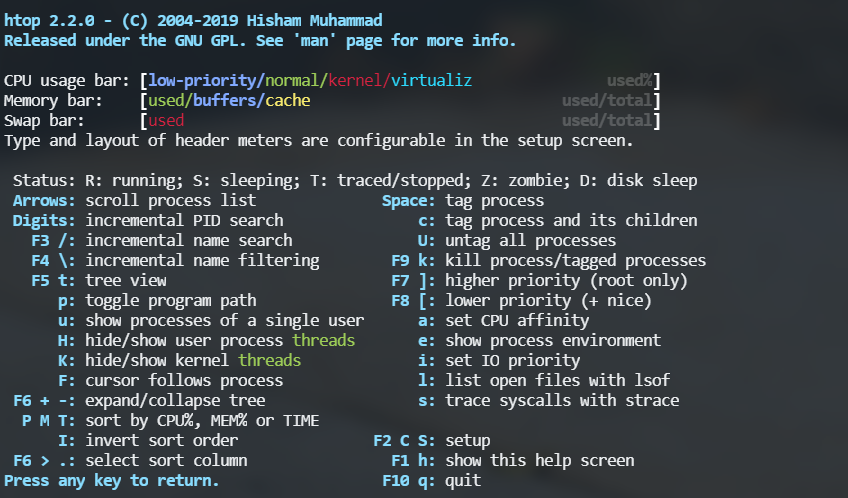 htop 2.2.0 - (C) 2004-2019 Hisham Muhammad
Released under the GNU GPL. See 'man' page for more info.

CPU usage bar: [low-priority/normal/kernel/virtualiz               used%]
Memory bar:    [used/buffers/cache                            used/total]
Swap bar:      [used                                          used/total]
Type and layout of header meters are configurable in the setup screen.

 Status: R: running; S: sleeping; T: traced/stopped; Z: zombie; D: disk sleep
 Arrows: scroll process list              Space: tag process
 Digits: incremental PID search               c: tag process and its children
   F3 /: incremental name search              U: untag all processes
   F4 \: incremental name filtering        F9 k: kill process/tagged processes
   F5 t: tree view                         F7 ]: higher priority (root only)
      p: toggle program path               F8 [: lower priority (+ nice)
      u: show processes of a single user      a: set CPU affinity
      H: hide/show user process threads       e: show process environment
      K: hide/show kernel threads             i: set IO priority
      F: cursor follows process               l: list open files with lsof
 F6 + -: expand/collapse tree                 s: trace syscalls with strace
  P M T: sort by CPU%, MEM% or TIME
      I: invert sort order               F2 C S: setup
 F6 > .: select sort column                F1 h: show this help screen
Press any key to return.                  F10 q: quit